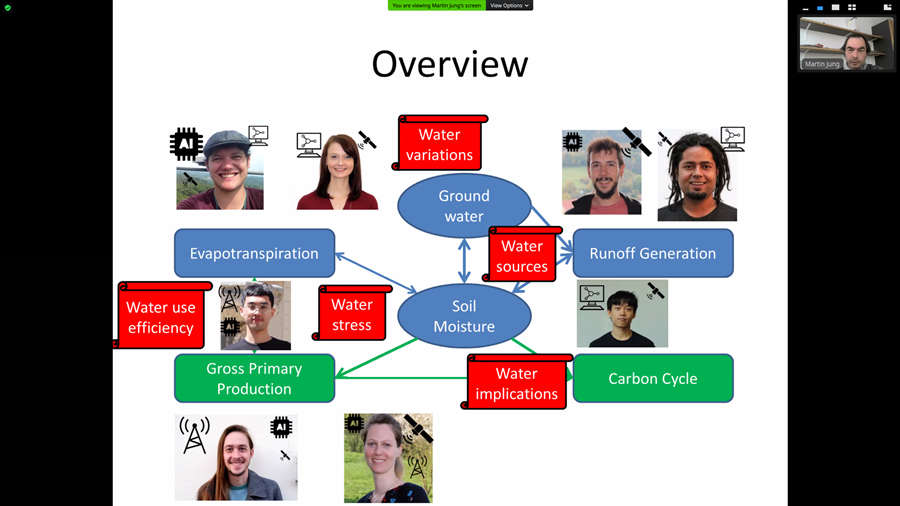 You are viewing Martin Jung's screen
View Options
Martin Jung
Overview
AI
Water
variations
AI
Ground
water
Evapotranspiration
Water
sources
Runoff Generation
Water use
efficiency
AI
Water
stress
Soil
Moisture
Gross Primary
Production
Water
implications
Carbon Cycle
AI
AI